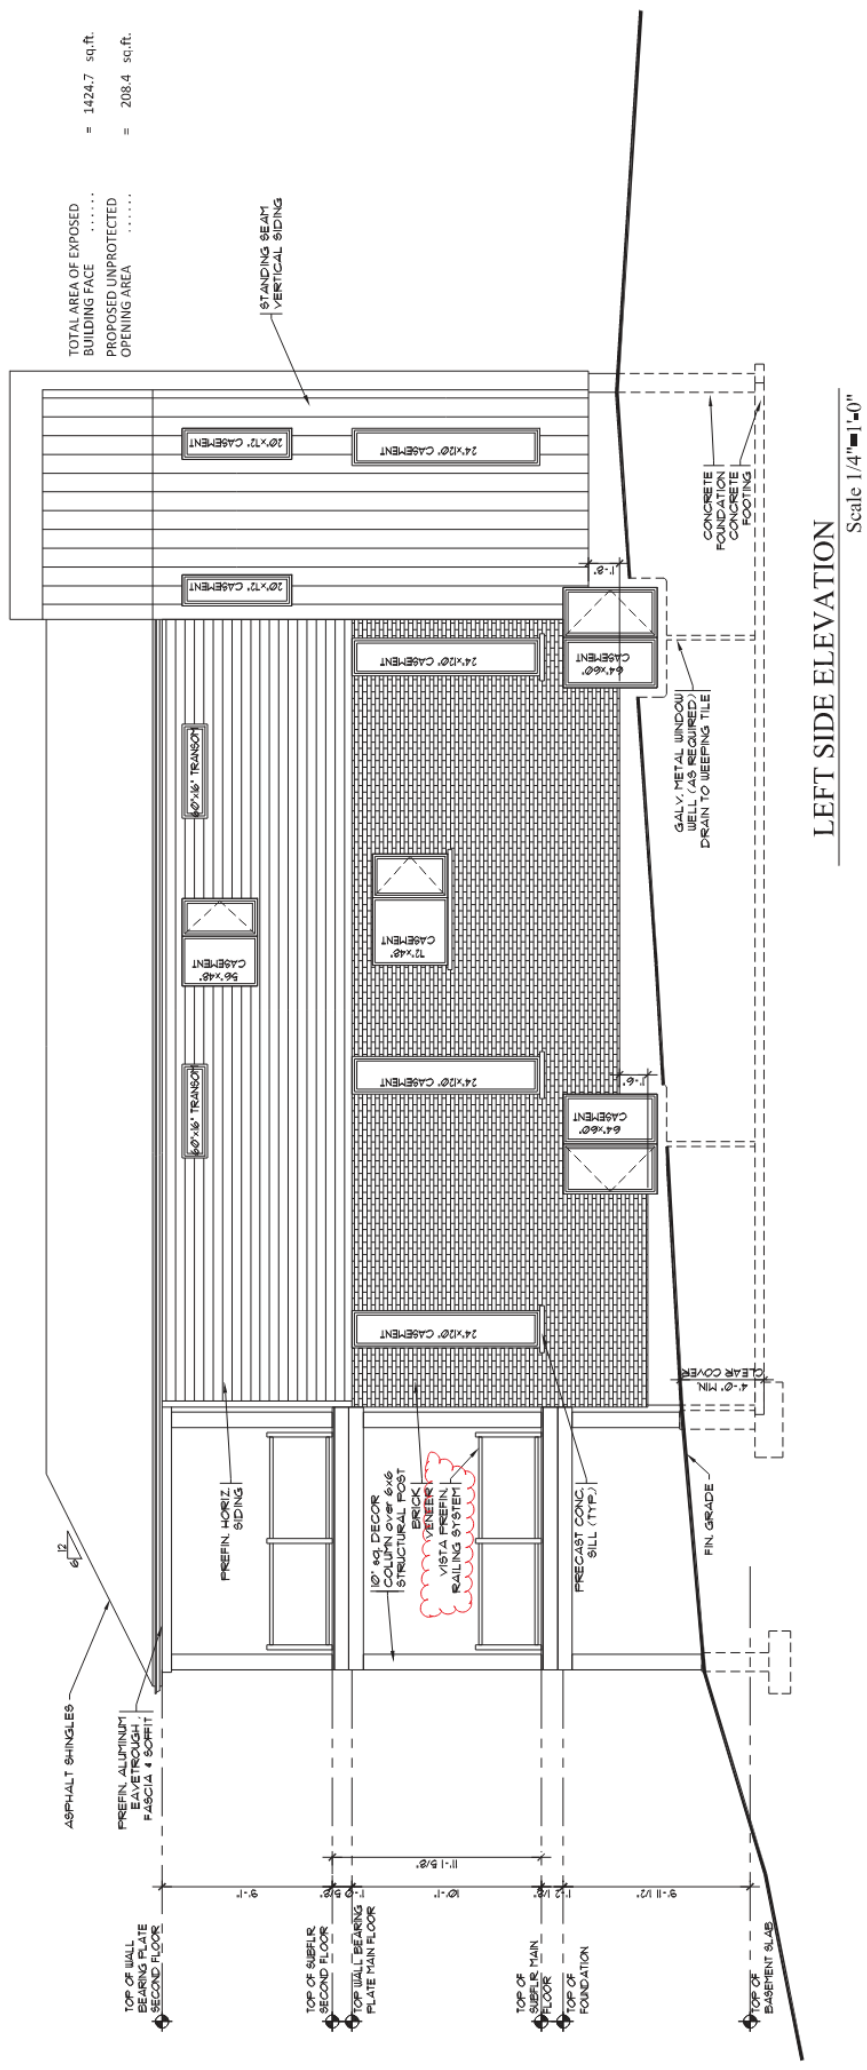 TOTAL AREA OF EXPOSED
BUILDING FACE ...... = 1424.7 sq.ft.
PROPOSED UNPROTECTED
OPENING AREA ...... = 208.4 sq.ft.
12
6
ASPHALT SHINGLES
PREFIN. ALUMINUM
EAVETROUGH,
FASCIA & SOFFIT
STANDING SEAM
VERTICAL SIDING
TOP OF WALL
BEARING PLATE
SECOND FLOOR
9'-1"
60"x16" TRANSOM
56"x48"
CASEMENT
60"x16" TRANSOM
20"x72" CASEMENT
20"x72" CASEMENT
PREFIN. HORIZ.
SIDING
TOP OF SUBFLR.
SECOND FLOOR
TOP WALL BEARING
PLATE MAIN FLOOR
11'-1 5/8"
10'-1"
10" sq. DECOR
COLUMN over 6x6
STRUCTURAL POST
BRICK
VENEER
VISTA PREFIN.
RAILING SYSTEM
24"x120" CASEMENT
24"x120" CASEMENT
72"x48"
CASEMENT
24"x120" CASEMENT
24"x120" CASEMENT
TOP OF
SUBFLR. MAIN
FLOOR
TOP OF
FOUNDATION
9'-11 1/2"
PRECAST CONC.
SILL (TYP.)
64"x60"
CASEMENT
1'-6"
64"x60"
CASEMENT
1'-8"
FIN. GRADE
4'-0" MIN.
CLEAR COVER
GALV. METAL WINDOW
WELL (AS REQUIRED)
DRAIN TO WEEPING TILE
CONCRETE
FOUNDATION
CONCRETE
FOOTING
TOP OF
BASEMENT SLAB
LEFT SIDE ELEVATION
Scale 1/4"=1'-0"